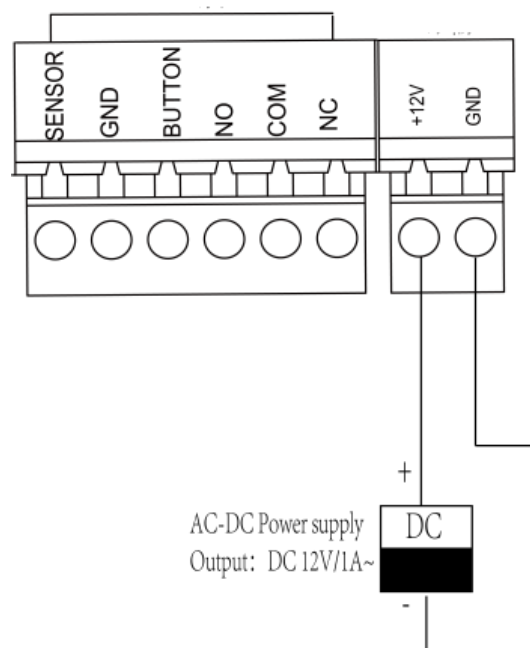 SENSOR
GND
BUTTON
NO
COM
NC
+12V
GND
+
AC-DC Power supply
DC
Output: DC 12V/1A~
-